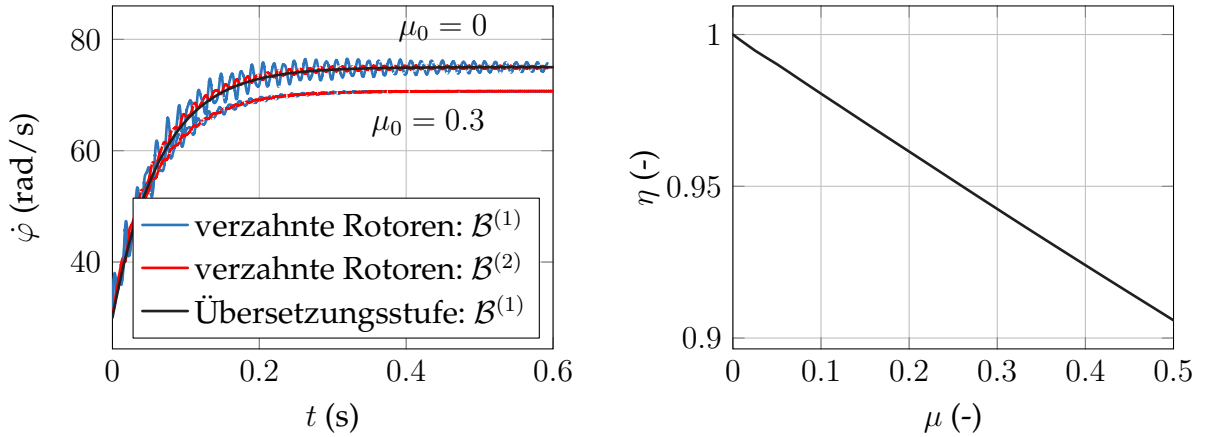 80
60
40
0
0.2
0.4
0.6
φ̇ (rad/s)
t (s)
μ₀ = 0
μ₀ = 0.3
verzahnte Rotoren: ℬ⁽¹⁾
verzahnte Rotoren: ℬ⁽²⁾
Übersetzungsstufe: ℬ⁽¹⁾
1
0.95
0.9
0
0.1
0.2
0.3
0.4
0.5
η (-)
μ (-)